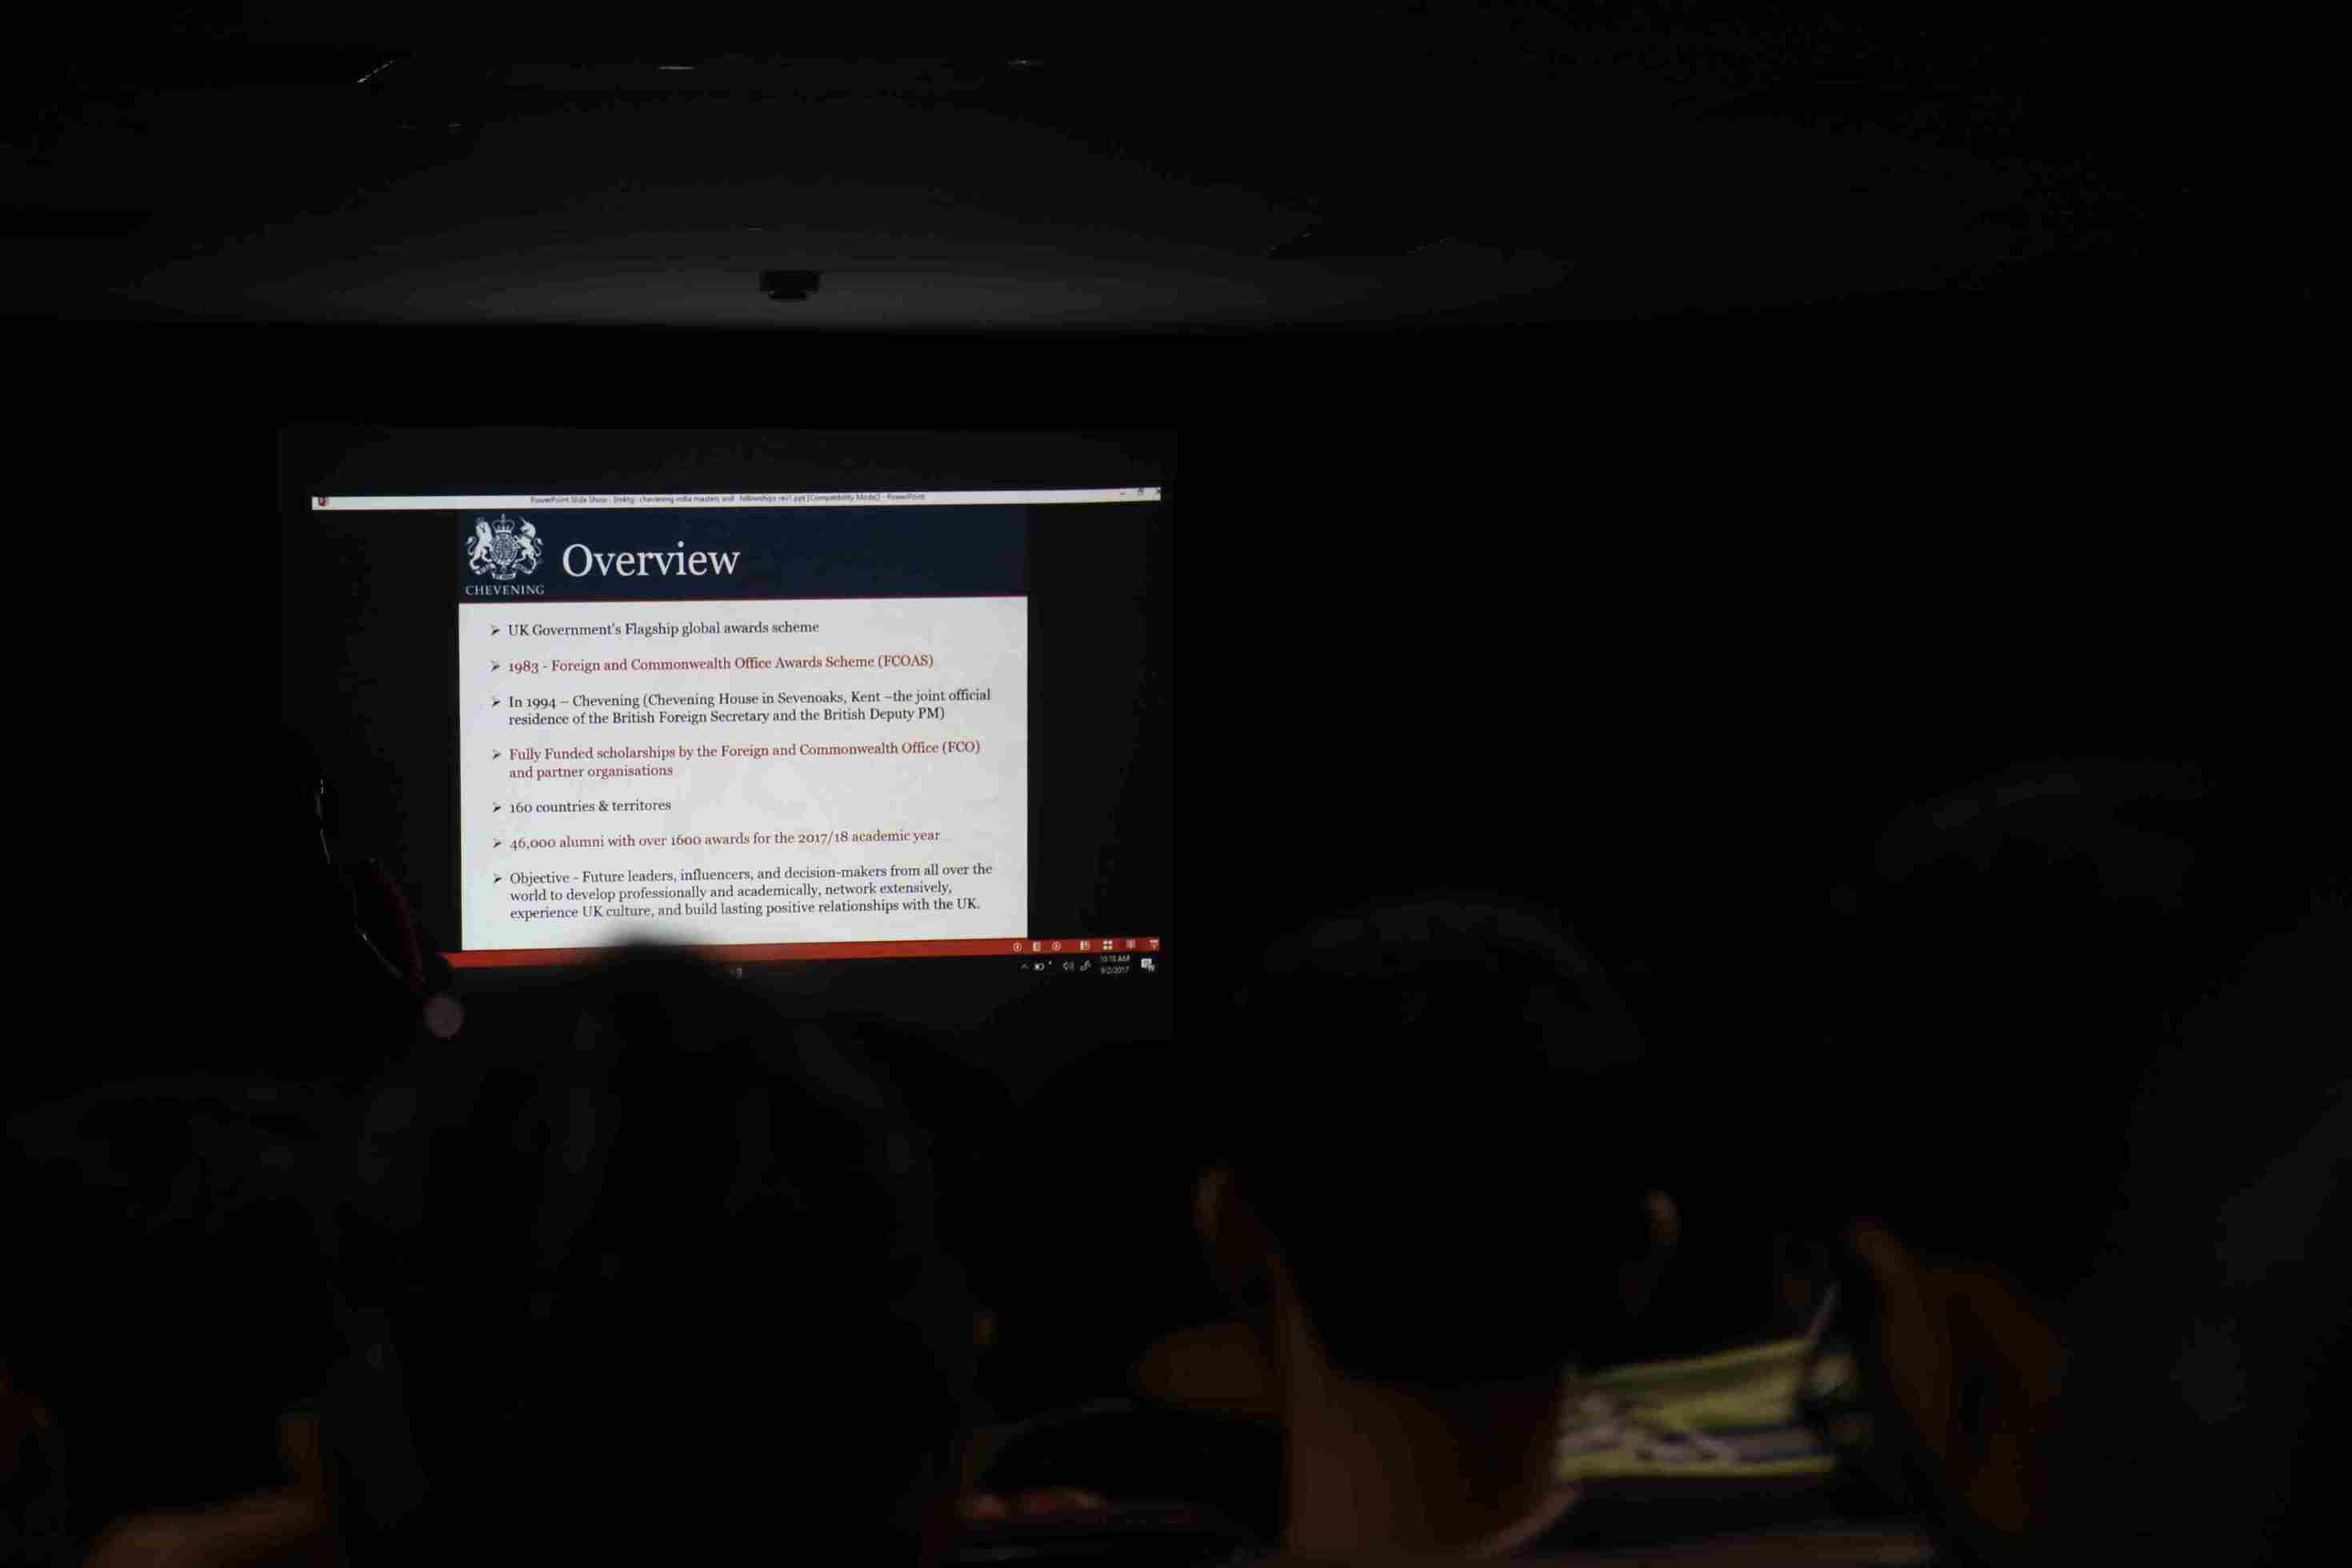 PowerPoint Slide Show - [mktg- chevening india masters and fellowships rev1.ppt [Compatibility Mode]] - PowerPoint
CHEVENING
Overview
➢ UK Government's Flagship global awards scheme
➢ 1983 - Foreign and Commonwealth Office Awards Scheme (FCOAS)
➢ In 1994 – Chevening (Chevening House in Sevenoaks, Kent –the joint official
residence of the British Foreign Secretary and the British Deputy PM)
➢ Fully Funded scholarships by the Foreign and Commonwealth Office (FCO)
and partner organisations
➢ 160 countries & territores
➢ 46,000 alumni with over 1600 awards for the 2017/18 academic year
➢ Objective - Future leaders, influencers, and decision-makers from all over the
world to develop professionally and academically, network extensively,
experience UK culture, and build lasting positive relationships with the UK.
9/2/2017